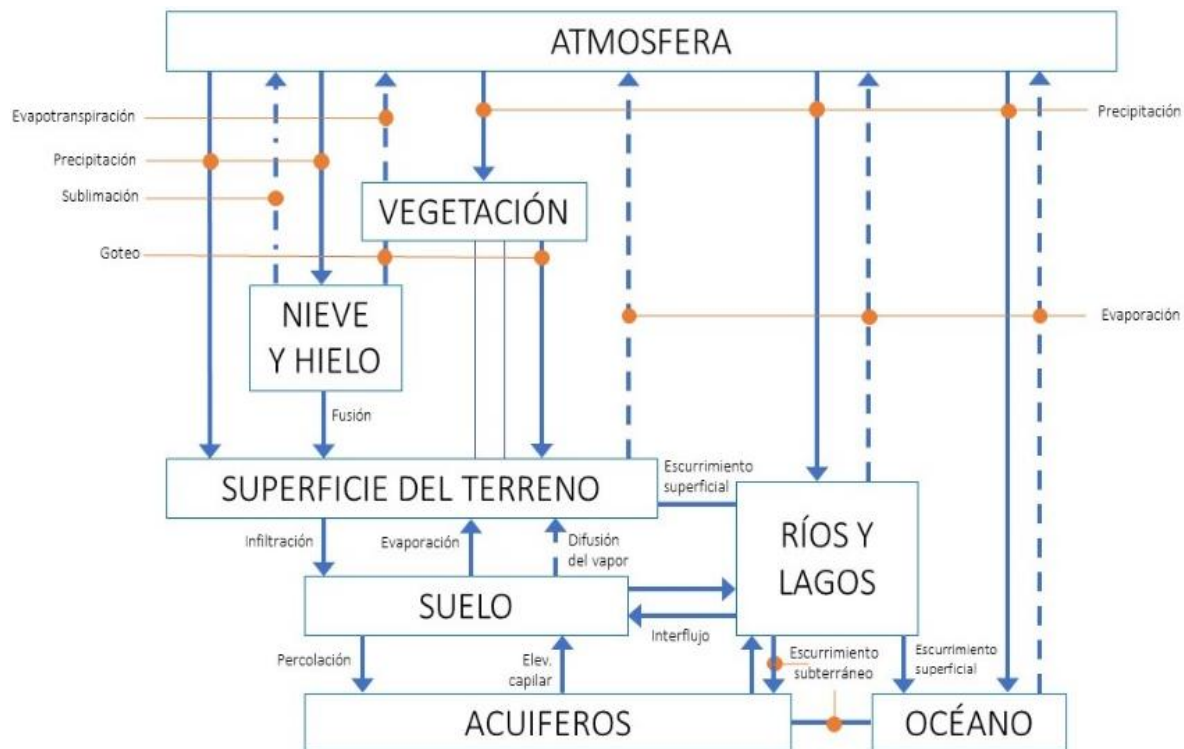 ATMOSFERA
Evapotranspiración
Precipitación
Precipitación
Sublimación
VEGETACIÓN
Goteo
NIEVE
Y HIELO
Evaporación
Fusión
SUPERFICIE DEL TERRENO
Escurrimiento
superficial
RÍOS Y
LAGOS
Infiltración
Evaporación
Difusión
del vapor
SUELO
Interflujo
Percolación
Elev.
capilar
Escurrimiento
subterráneo
Escurrimiento
superficial
ACUIFEROS
OCÉANO